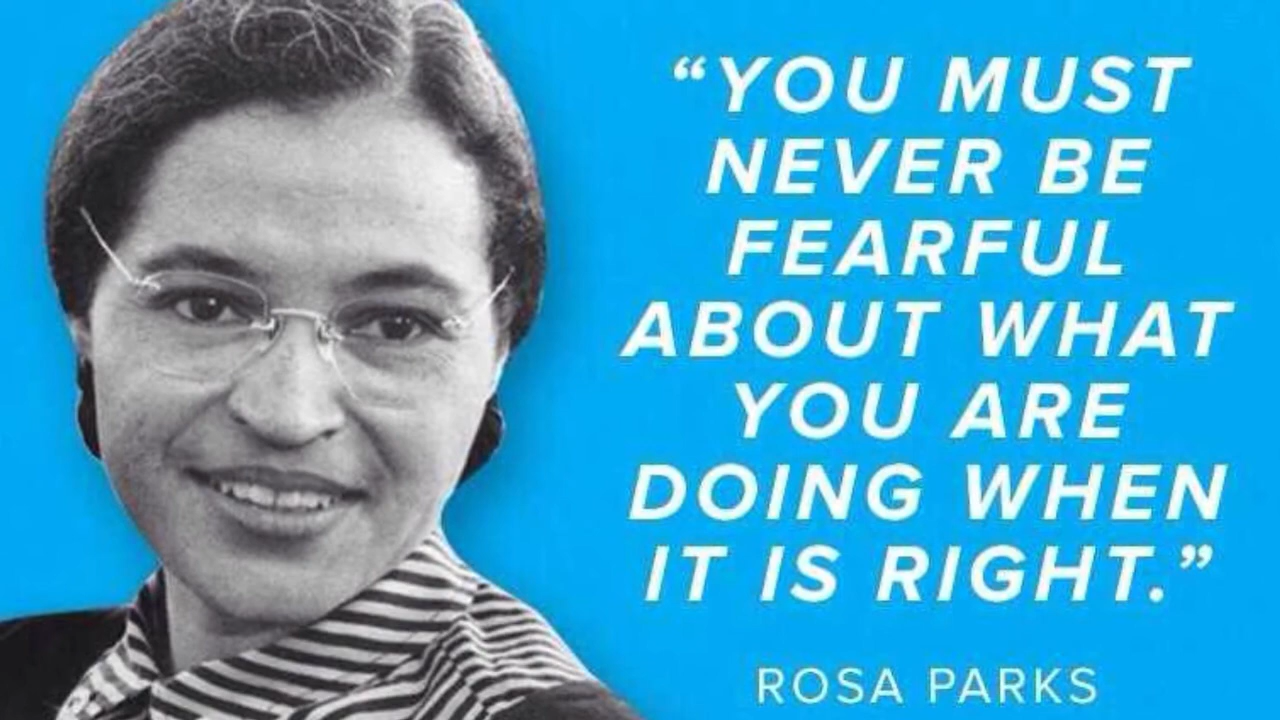 “YOU MUST
NEVER BE
FEARFUL
ABOUT WHAT
YOU ARE
DOING WHEN
IT IS RIGHT.”
ROSA PARKS